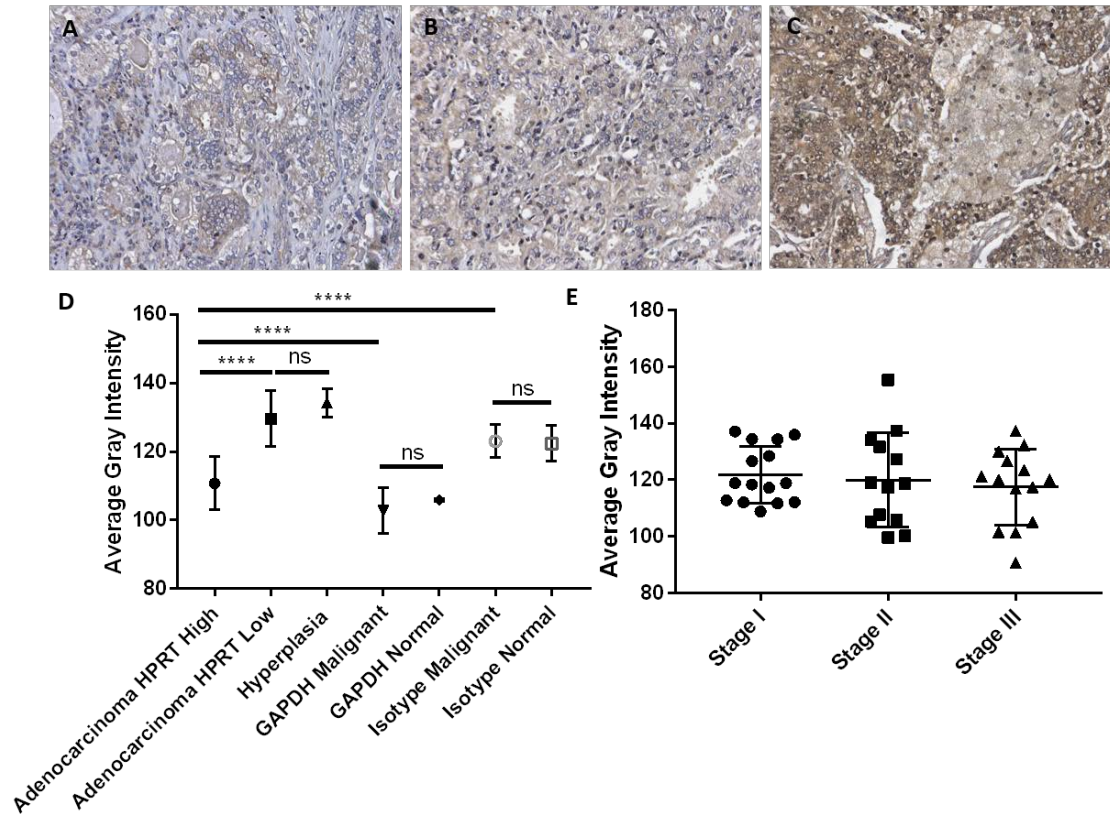 A
B
C
D
Average Gray Intensity
160
140
120
100
80
****
****
****
ns
ns
ns
Adenocarcinoma HPRT High
Adenocarcinoma HPRT Low
Hyperplasia
GAPDH Malignant
GAPDH Normal
Isotype Malignant
Isotype Normal
E
Average Gray Intensity
180
160
140
120
100
80
Stage I
Stage II
Stage III